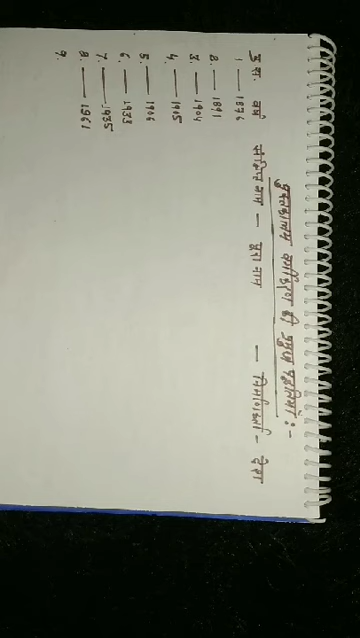 पुस्तकालय वर्गीकरण की प्रमुख पद्धतियाँ :-
क्र.स. वर्ष संक्षिप्त नाम - पूरा नाम - निर्माणकर्ता - देश
1. — 1876
2. — 1891
3. — 1904
4. — 1905
5. — 1906
6. — 1933
7. — 1935
8. — 1961
9.